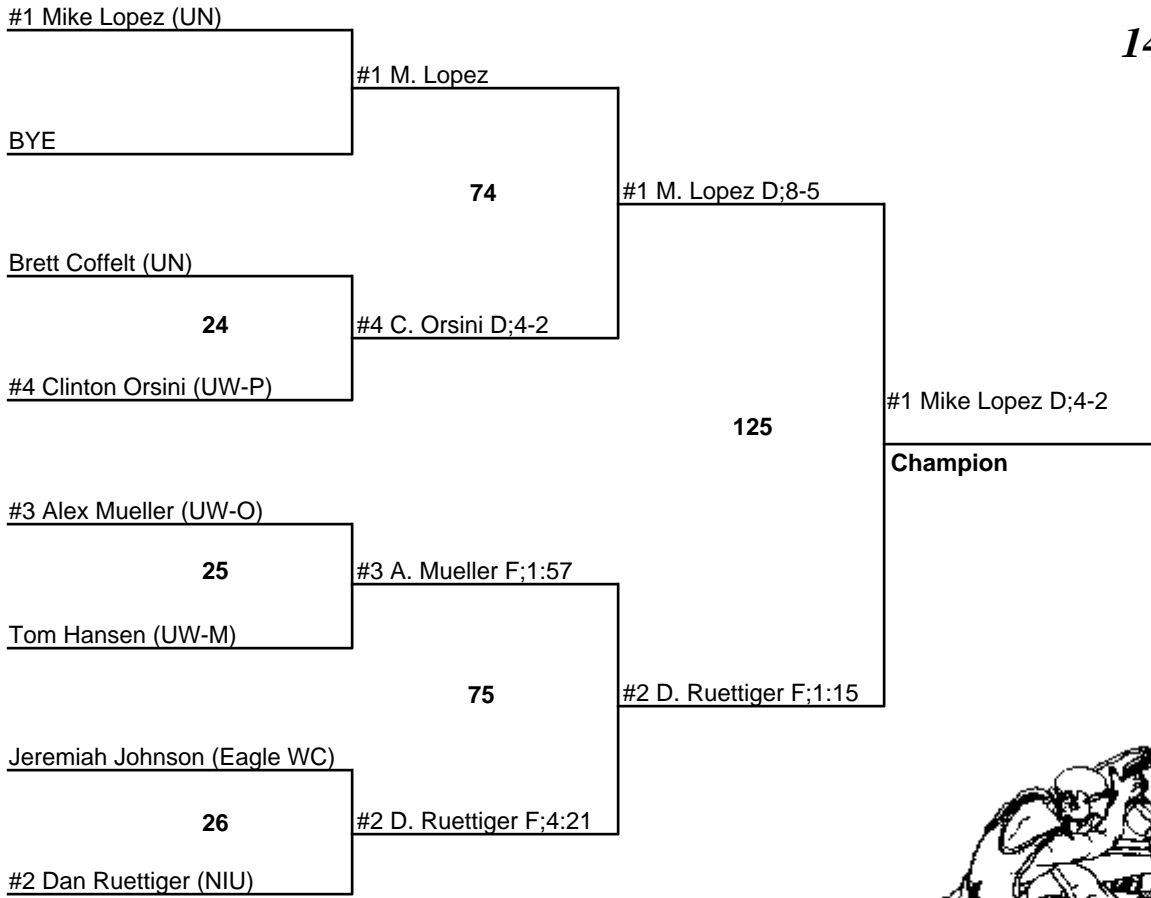 #1 Mike Lopez (UN)
14
#1 M. Lopez
BYE
74
#1 M. Lopez D;8-5
Brett Coffelt (UN)
24
#4 C. Orsini D;4-2
#4 Clinton Orsini (UW-P)
#1 Mike Lopez D;4-2
125
Champion
#3 Alex Mueller (UW-O)
25
#3 A. Mueller F;1:57
Tom Hansen (UW-M)
75
#2 D. Ruettiger F;1:15
Jeremiah Johnson (Eagle WC)
26
#2 D. Ruettiger F;4:21
#2 Dan Ruettiger (NIU)